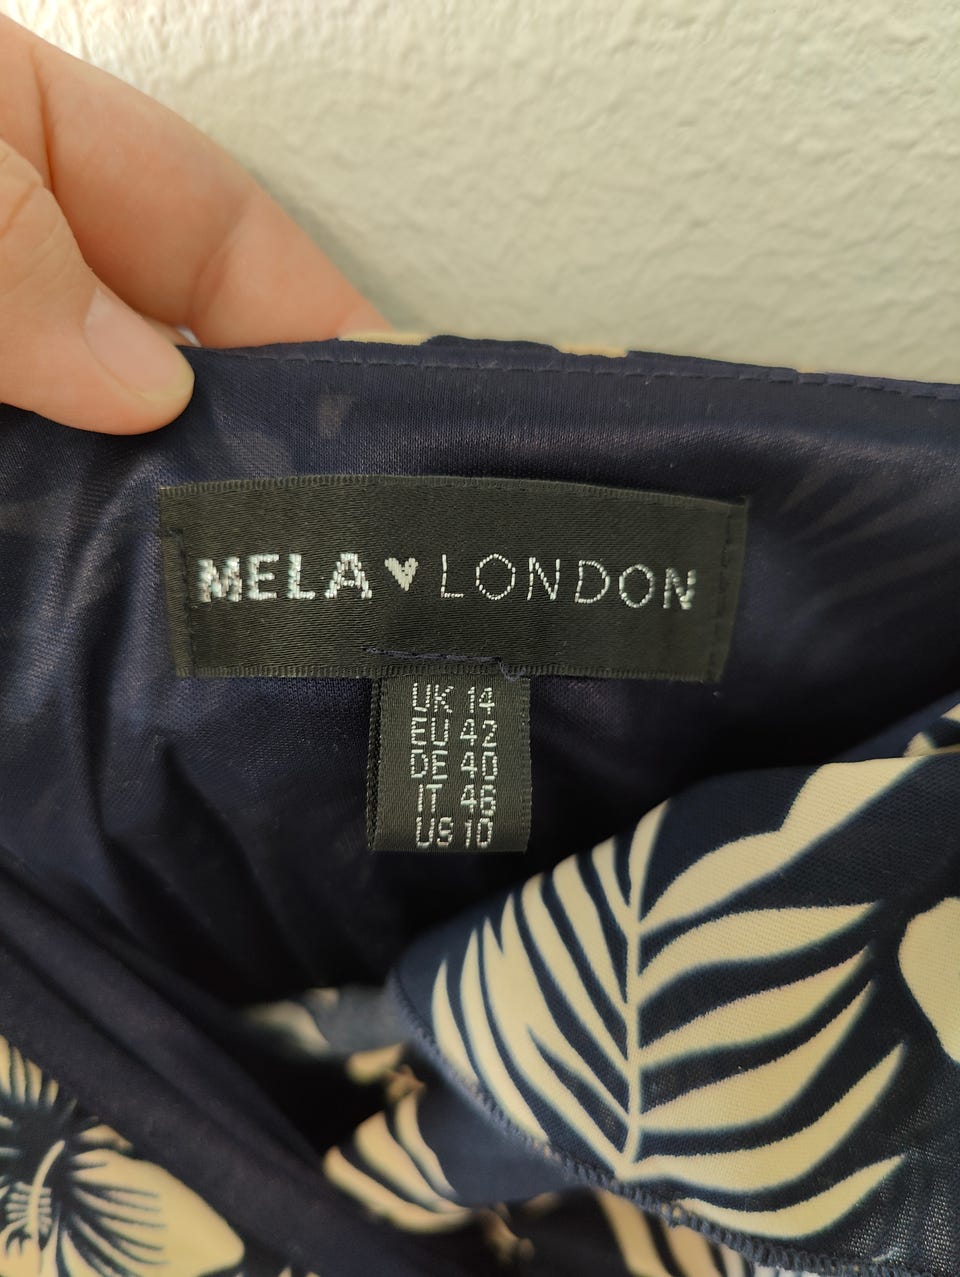 MELA♥LONDON
UK 14
EU 42
DE 40
IT 46
US 10